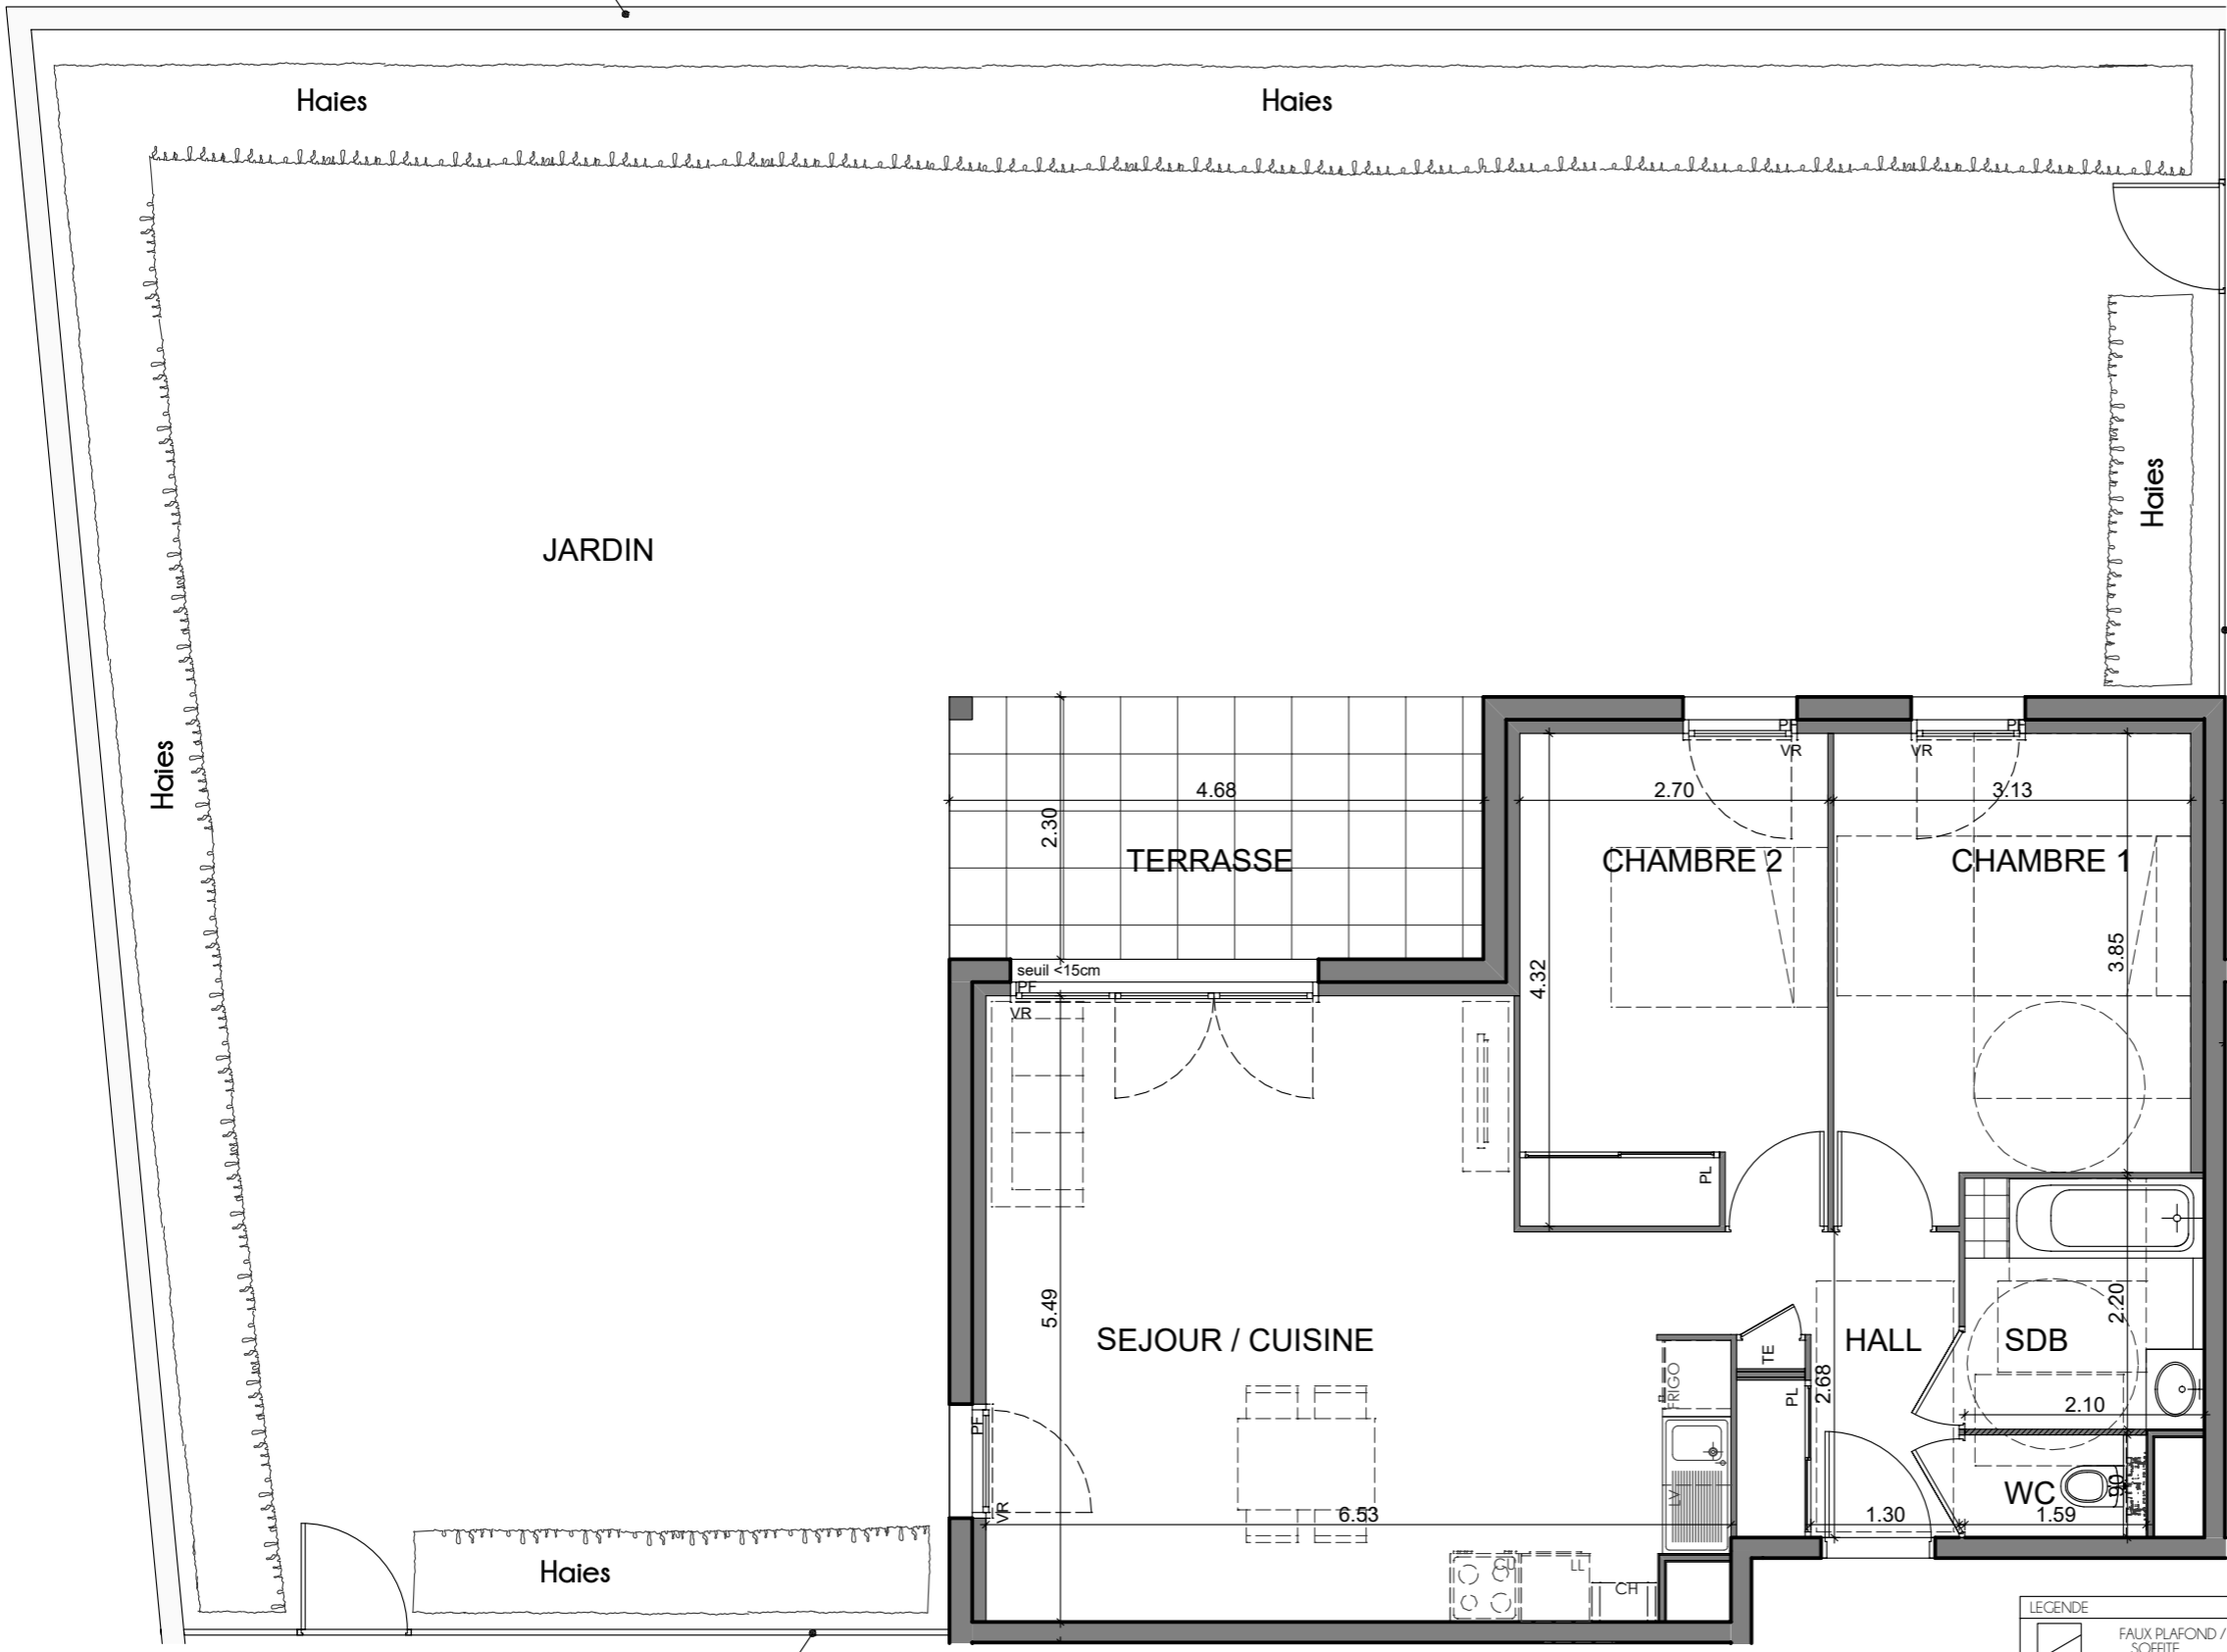 Haies
Haies
Haies
JARDIN
Haies
PF
VR
PF
VR
4.68
2.70
3.13
2.30
TERRASSE
CHAMBRE 2
CHAMBRE 1
3.85
4.32
seuil <15cm
PF
VR
PL
5.49
2.20
SEJOUR / CUISINE
HALL
SDB
TE
FRIGO
2.68
PL
2.10
PF
VR
LV
WC
90
6.53
1.30
1.59
Haies
CU
LL
CH
LEGENDE
FAUX PLAFOND /
SOFFITE